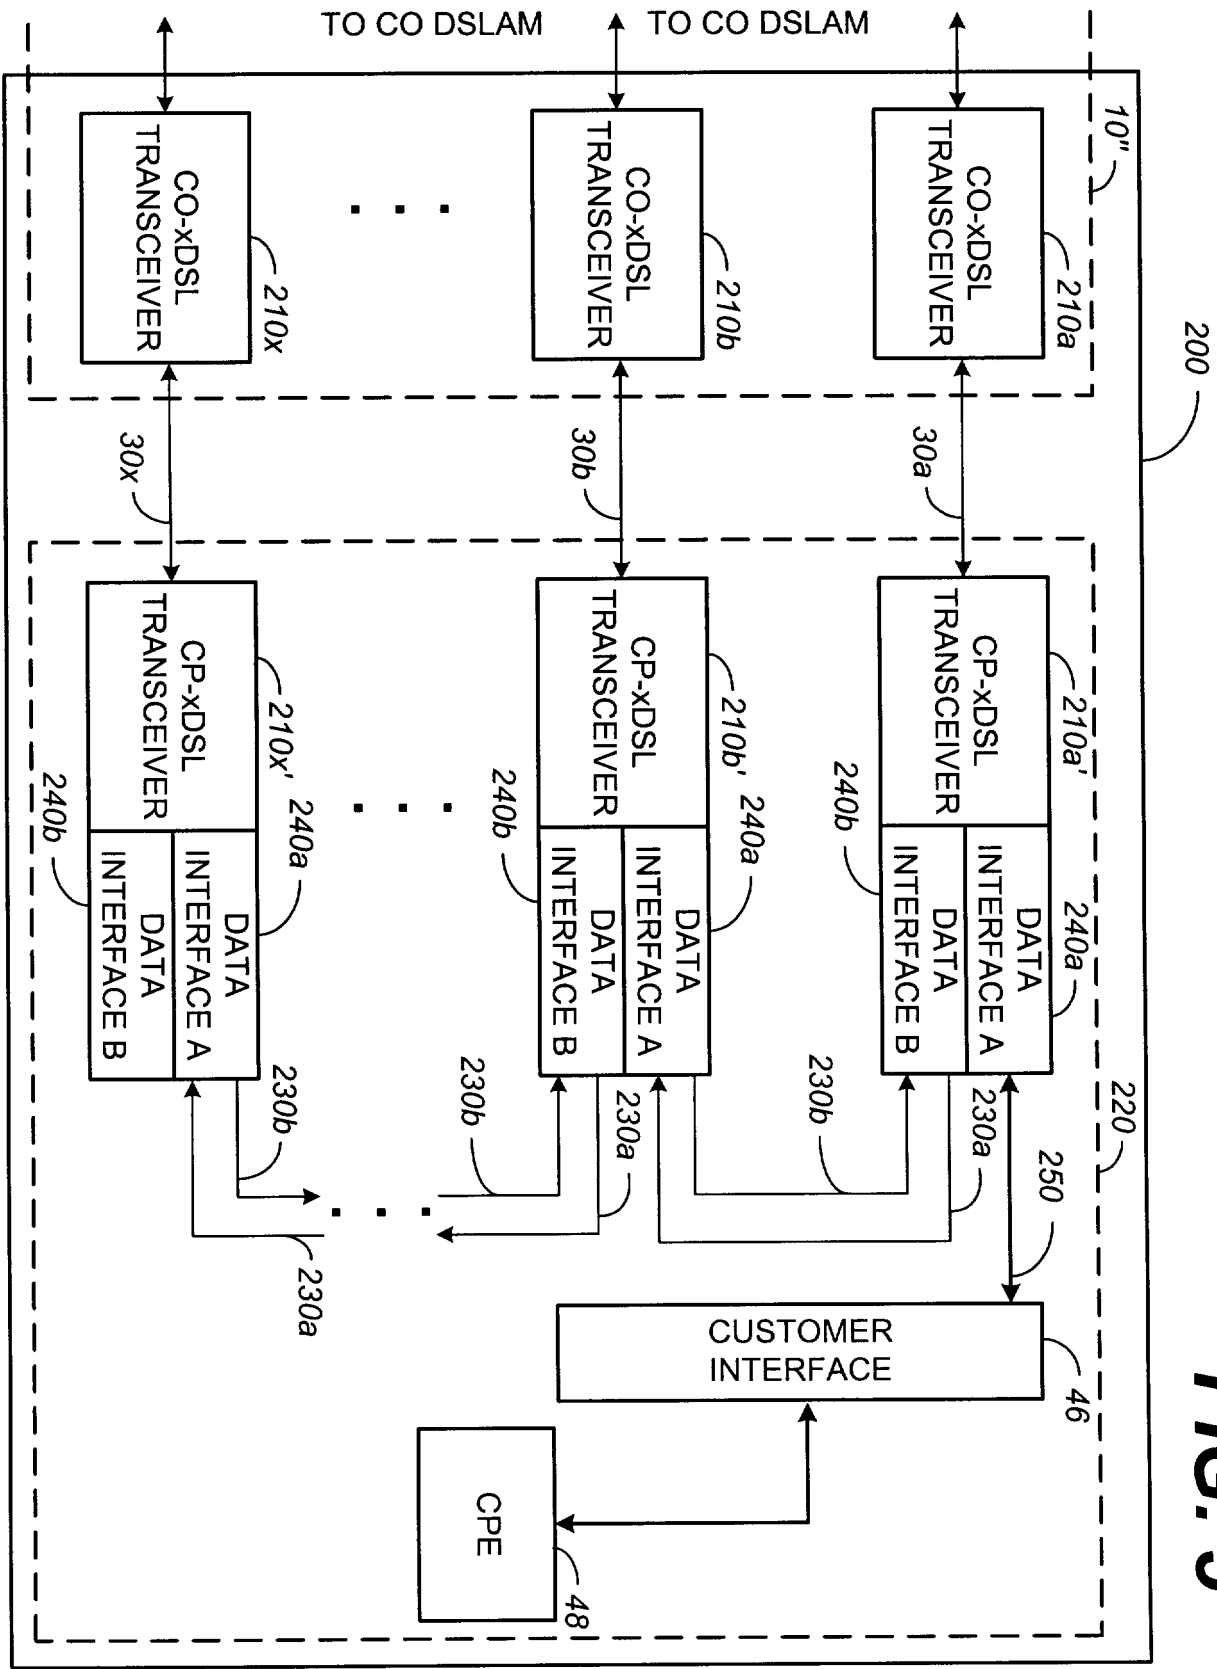 TO CO DSLAM
TO CO DSLAM
10"
200
CO-xDSL
TRANSCEIVER
210x
CO-xDSL
TRANSCEIVER
210b
CO-xDSL
TRANSCEIVER
210a
30x
30b
30a
CP-xDSL
TRANSCEIVER
210x'
CP-xDSL
TRANSCEIVER
210b'
CP-xDSL
TRANSCEIVER
210a'
240b
240a
240b
240a
240b
240a
DATA
INTERFACE A
DATA
INTERFACE B
DATA
INTERFACE A
DATA
INTERFACE B
DATA
INTERFACE A
DATA
INTERFACE B
220
230b
230b
230a
230b
230a
250
230a
CUSTOMER
INTERFACE
46
CPE
48
FIG.